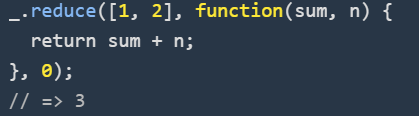 _.reduce([1, 2], function(sum, n) {
  return sum + n;
}, 0);
// => 3